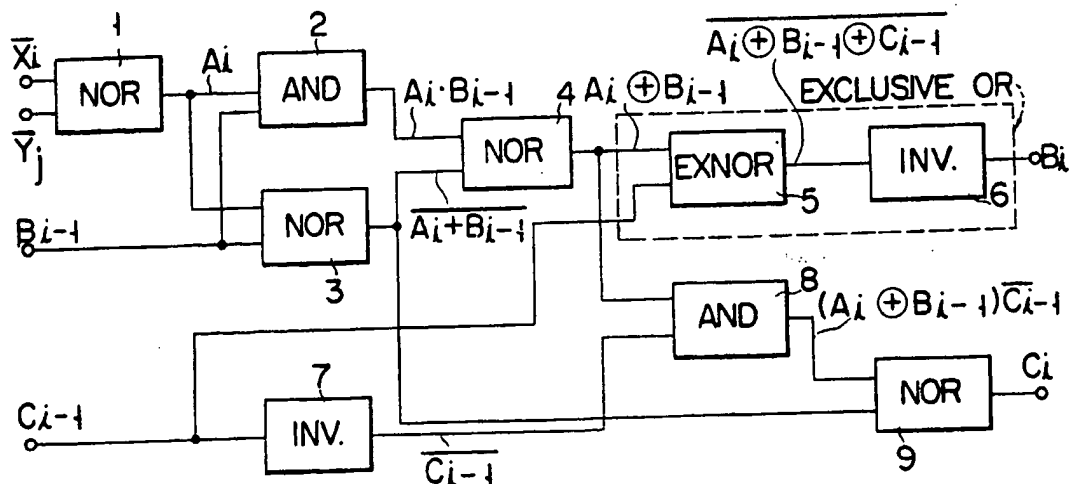 1
X̅i
NOR
Y̅j
Ai
2
AND
Ai·Bi-1
Bi-1
NOR
3
A̅i̅+̅B̅i̅-̅1̅
4
NOR
Ai ⊕ Bi-1
A̅i̅ ̅⊕̅ ̅B̅i̅-̅1̅ ̅⊕̅ ̅C̅i̅-̅1̅
EXCLUSIVE OR
EXNOR
5
INV.
6
Bi
Ci-1
7
INV.
C̅i̅-̅1̅
8
AND
(Ai ⊕ Bi-1)C̅i̅-̅1̅
NOR
9
Ci